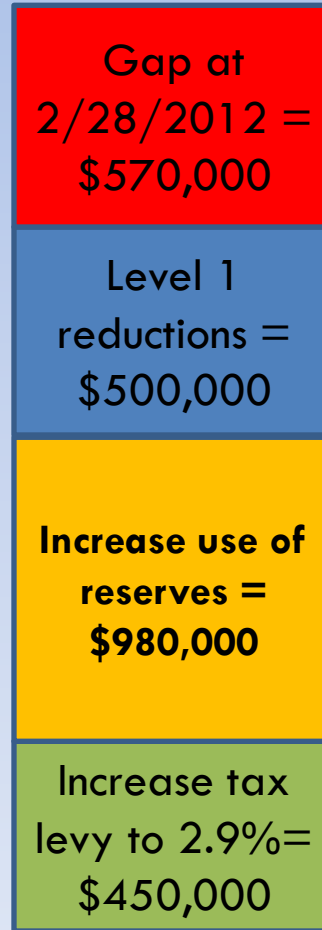 Gap at
2/28/2012 =
$570,000
Level 1
reductions =
$500,000
Increase use of
reserves =
$980,000
Increase tax
levy to 2.9%=
$450,000